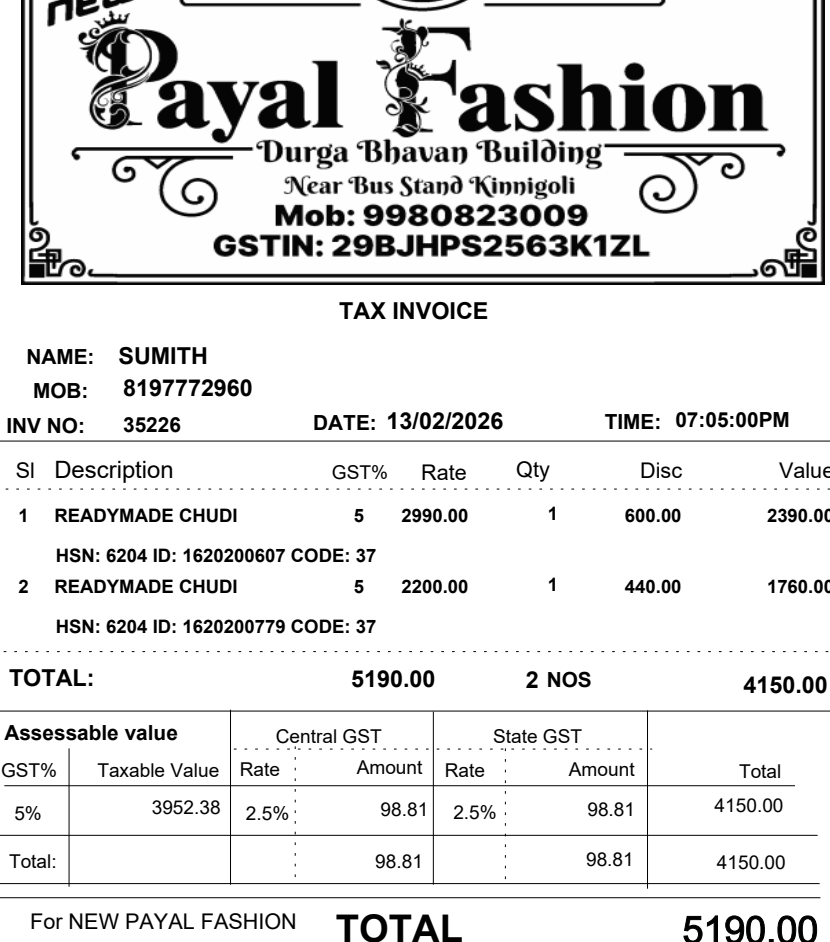 new
Payal Fashion
Durga Bhavan Building
Near Bus Stand Kinnigoli
Mob: 9980823009
GSTIN: 29BJHPS2563K1ZL
TAX INVOICE
NAME: SUMITH
MOB: 8197772960
INV NO: 35226 DATE: 13/02/2026 TIME: 07:05:00PM
Sl Description GST% Rate Qty Disc Value
1 READYMADE CHUDI 5 2990.00 1 600.00 2390.00
HSN: 6204 ID: 1620200607 CODE: 37
2 READYMADE CHUDI 5 2200.00 1 440.00 1760.00
HSN: 6204 ID: 1620200779 CODE: 37
TOTAL: 5190.00 2 NOS 4150.00
Assessable value Central GST State GST
GST% Taxable Value Rate Amount Rate Amount Total
5% 3952.38 2.5% 98.81 2.5% 98.81 4150.00
Total: 98.81 98.81 4150.00
For NEW PAYAL FASHION TOTAL 5190.00